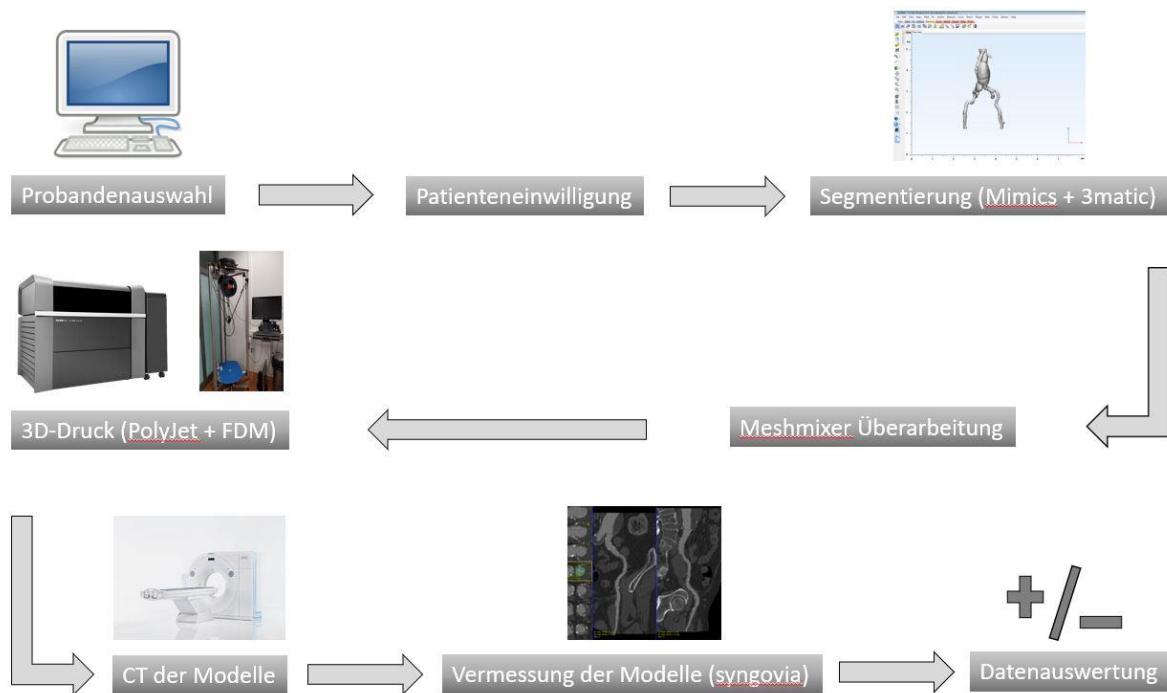 Probandenauswahl
Patienteneinwilligung
Segmentierung (Mimics + 3matic)
3D-Druck (PolyJet + FDM)
Meshmixer Überarbeitung
CT der Modelle
Vermessung der Modelle (syngovia)
Datenauswertung